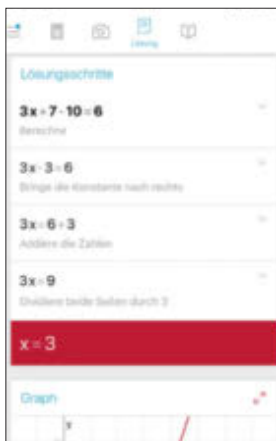 Lösung
Lösungsschritte
3x+7-10=6
Berechne
3x-3=6
Bringe die Konstante nach rechts
3x=6+3
Addiere die Zahlen
3x=9
Dividiere beide Seiten durch 3
x=3
Graph
Y